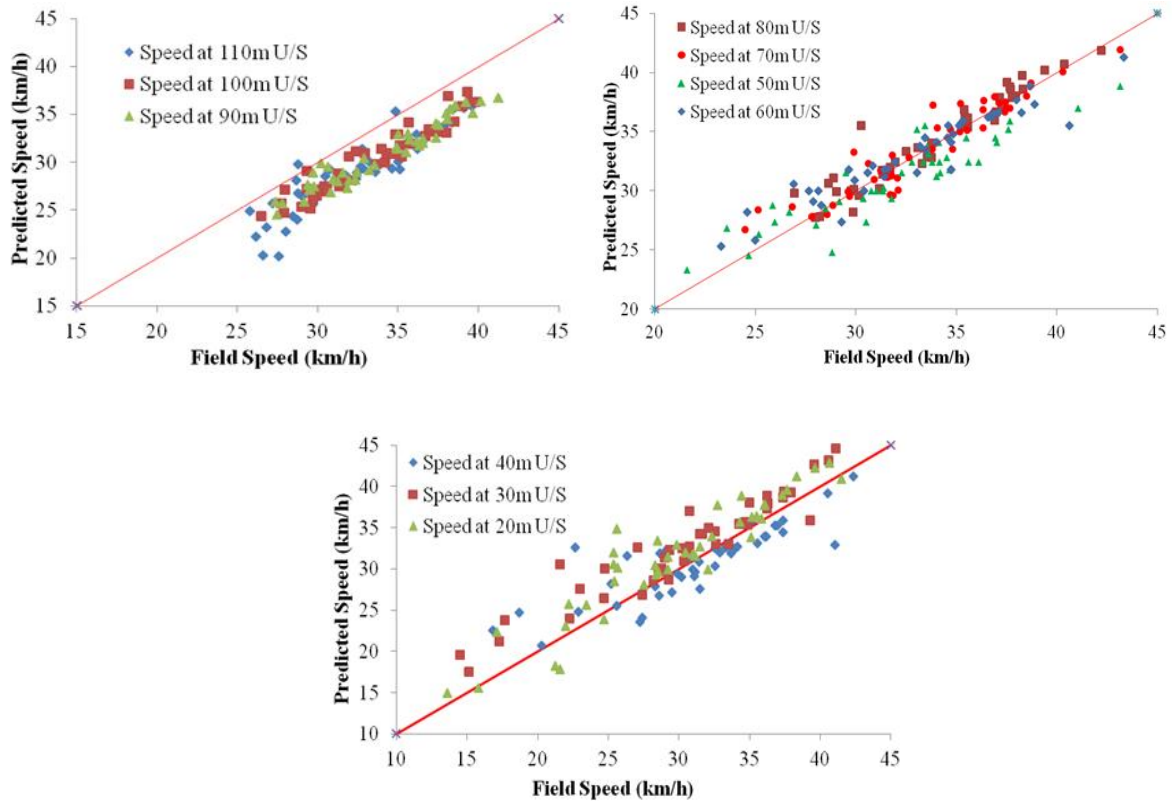 45
40
35
30
25
20
15
Predicted Speed (km/h)
Speed at 110m U/S
Speed at 100m U/S
Speed at 90m U/S
15 20 25 30 35 40 45
Field Speed (km/h)
45
40
35
30
25
20
Predicted Speed (km/h)
Speed at 80m U/S
Speed at 70m U/S
Speed at 50m U/S
Speed at 60m U/S
20 25 30 35 40 45
Field Speed (km/h)
45
40
35
30
25
20
15
10
Predicted Speed (km/h)
Speed at 40m U/S
Speed at 30m U/S
Speed at 20m U/S
10 15 20 25 30 35 40 45
Field Speed (km/h)